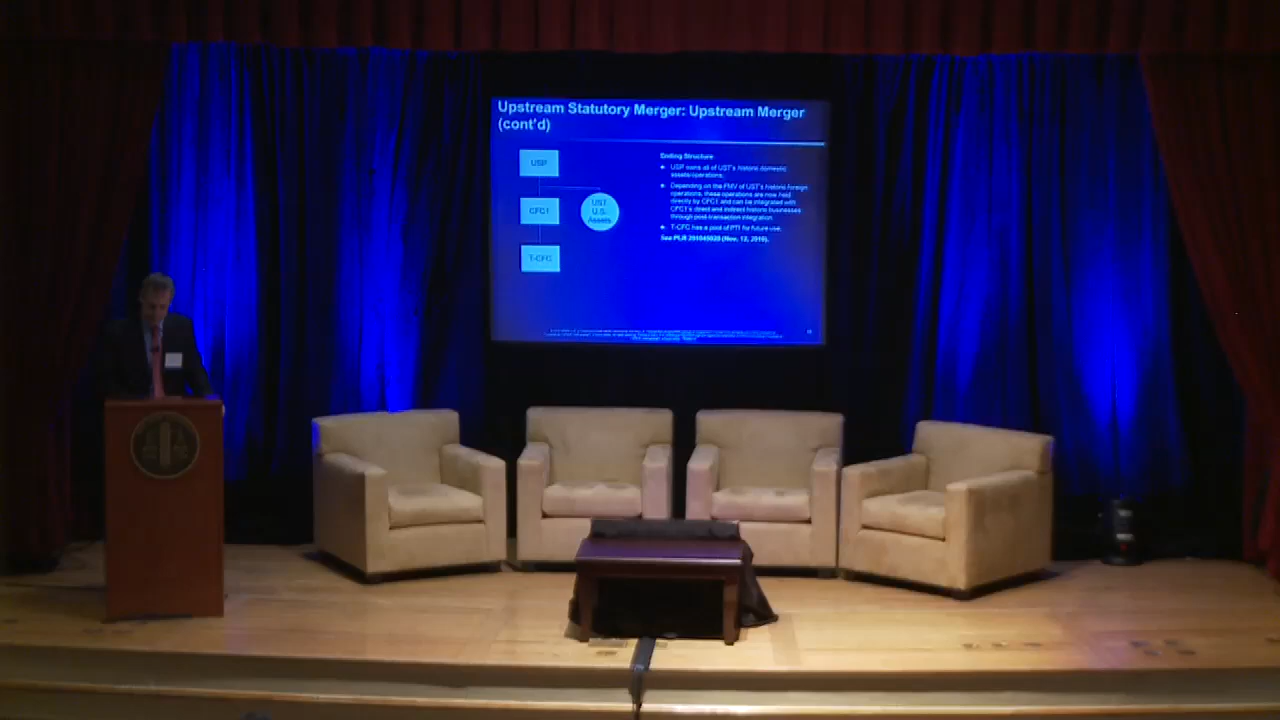 Upstream Statutory Merger: Upstream Merger
(cont'd)
USP
CFC1
UST
U.S.
Assets
T-CFC
Ending Structure
USP owns all of UST's historic domestic
assets/operations.
Depending on the FMV of UST's historic foreign
operations, these operations are now held
directly by CFC1 and can be integrated with
CFC1's direct and indirect historic businesses
through post-transaction integration.
T-CFC has a pool of PTI for future use.
See PLR 201045020 (Nov. 12, 2010).